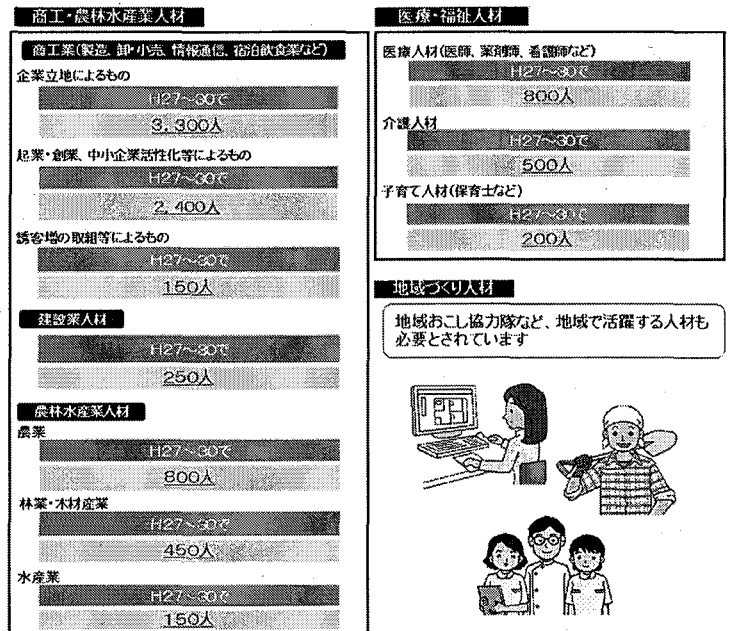 商工・農林水産業人材
商工業(製造、卸・小売、情報通信、宿泊飲食業など)
企業立地によるもの
H27～30で
3,300人
起業・創業、中小企業活性化等によるもの
H27～30で
2,400人
誘客増の取組等によるもの
H27～30で
150人
建設業人材
H27～30で
250人
農林水産業人材
農業
H27～30で
800人
林業・木材産業
H27～30で
450人
水産業
H27～30で
150人
医療・福祉人材
医療人材(医師、薬剤師、看護師など)
H27～30で
800人
介護人材
H27～30で
500人
子育て人材(保育士など)
H27～30で
200人
地域づくり人材
地域おこし協力隊など、地域で活躍する人材も
必要とされています